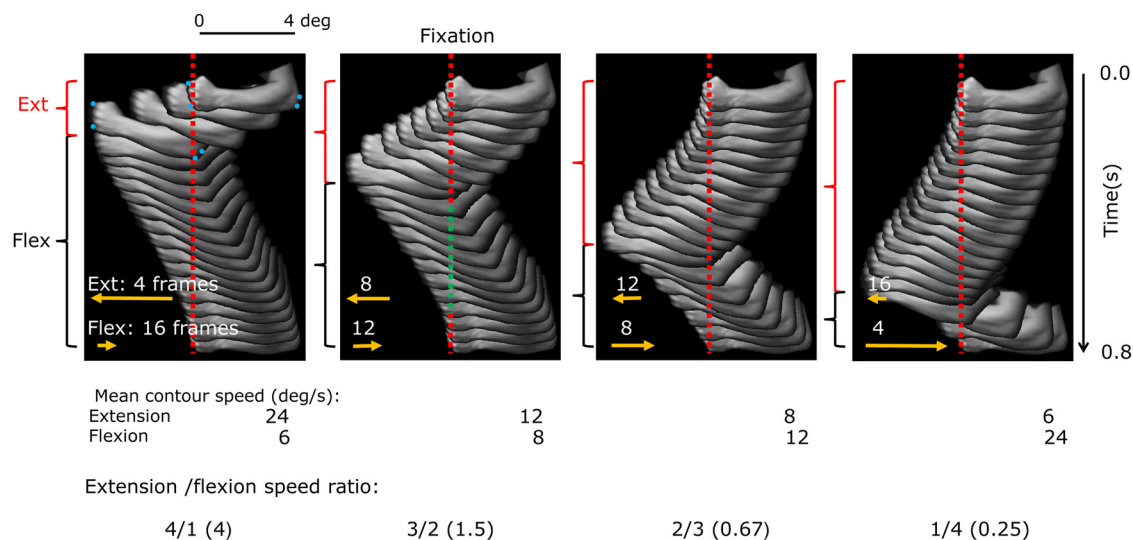 0 4 deg
Fixation
Ext
Flex
Ext: 4 frames
Flex: 16 frames
8
12
12
8
16
4
0.0
Time(s)
0.8
Mean contour speed (deg/s):
Extension 24 12 8 6
Flexion 6 8 12 24
Extension /flexion speed ratio:
4/1 (4) 3/2 (1.5) 2/3 (0.67) 1/4 (0.25)